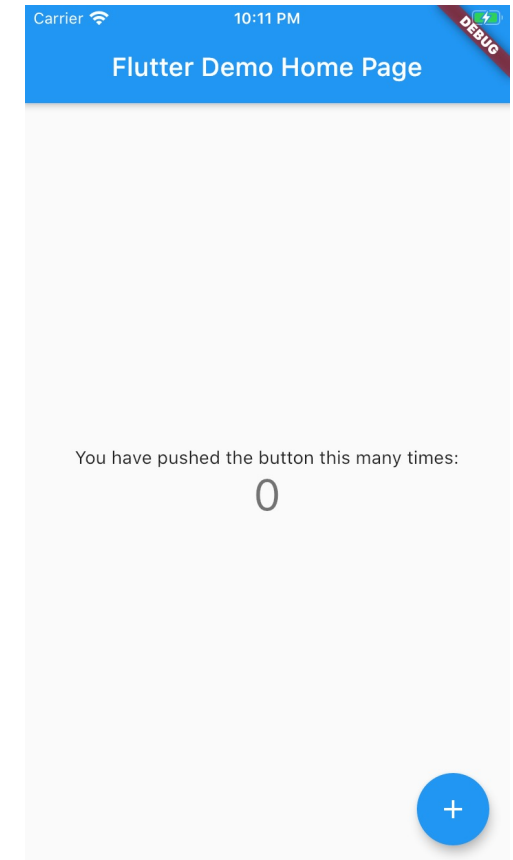 Carrier 10:11 PM
DEBUG
Flutter Demo Home Page
You have pushed the button this many times:
0
+